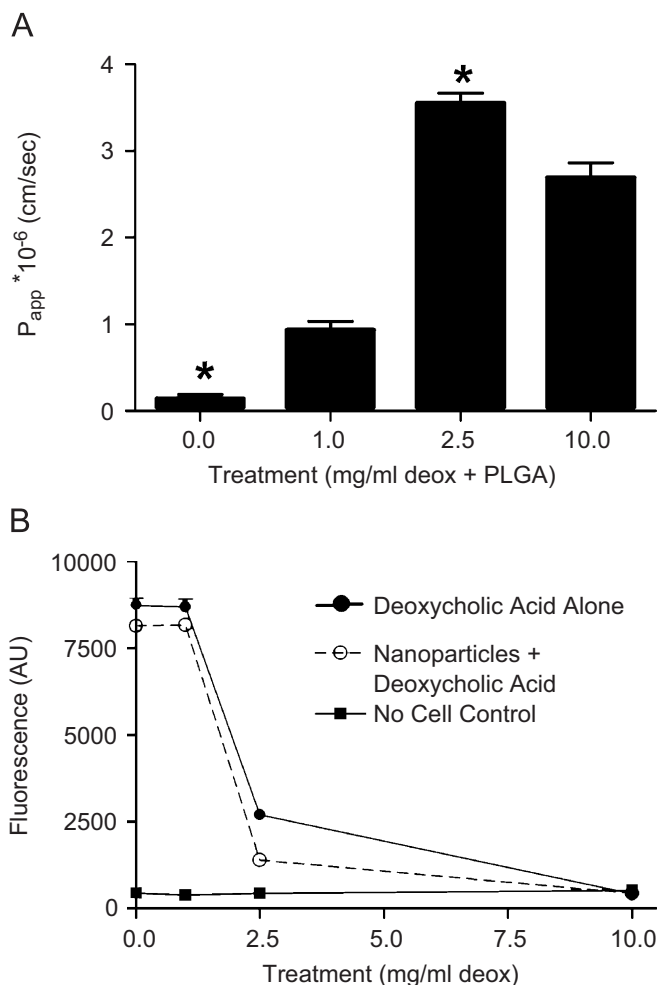 A
P_app *10^-6 (cm/sec)
4
3
2
1
0
*
*
0.0 1.0 2.5 10.0
Treatment (mg/ml deox + PLGA)
B
Fluorescence (AU)
10000
7500
5000
2500
0
Deoxycholic Acid Alone
Nanoparticles +
Deoxycholic Acid
No Cell Control
0.0 2.5 5.0 7.5 10.0
Treatment (mg/ml deox)